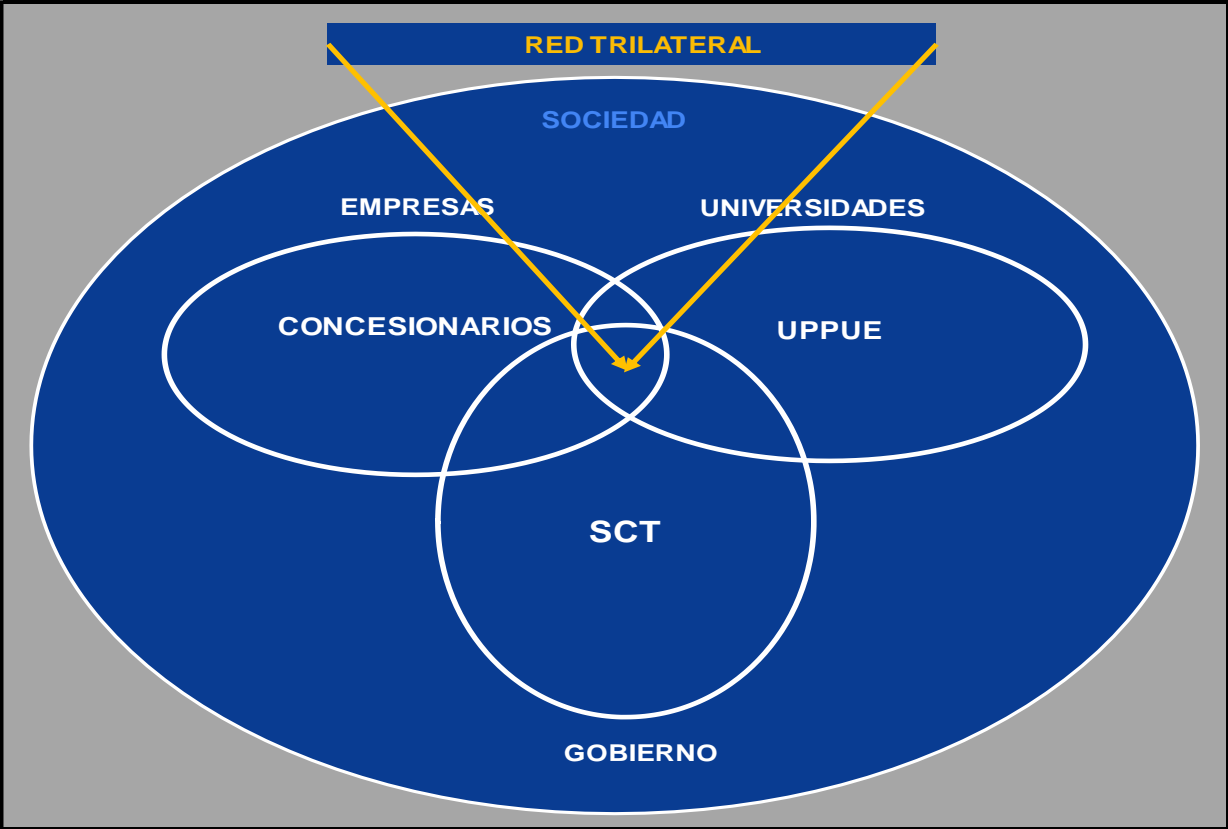 RED TRILATERAL
SOCIEDAD
EMPRESAS
UNIVERSIDADES
CONCESIONARIOS
UPPUE
SCT
GOBIERNO